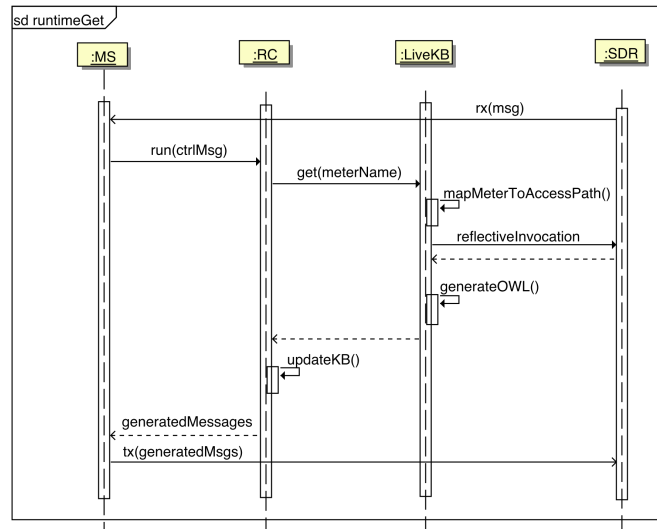 sd runtimeGet
:MS
:RC
:LiveKB
:SDR
rx(msg)
run(ctrlMsg)
get(meterName)
mapMeterToAccessPath()
reflectiveInvocation
generateOWL()
updateKB()
generatedMessages
tx(generatedMsgs)